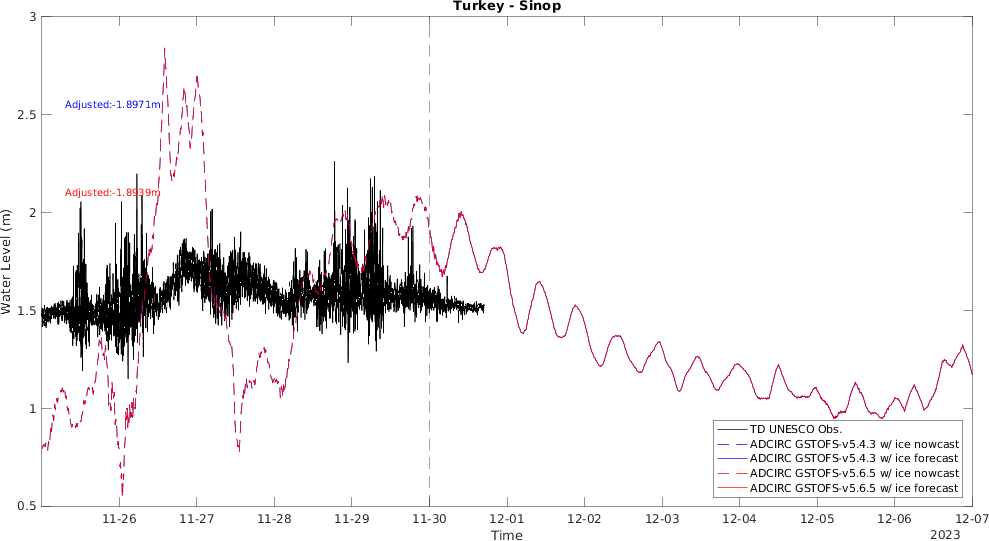 Turkey - Sinop
3
2.5
2
1.5
1
0.5
Water Level (m)
Adjusted:-1.8971m
Adjusted:-1.8939m
TD UNESCO Obs.
ADCIRC GSTOFS-v5.4.3 w/ ice nowcast
ADCIRC GSTOFS-v5.4.3 w/ ice forecast
ADCIRC GSTOFS-v5.6.5 w/ ice nowcast
ADCIRC GSTOFS-v5.6.5 w/ ice forecast
11-26 11-27 11-28 11-29 11-30 12-01 12-02 12-03 12-04 12-05 12-06 12-07
Time
2023